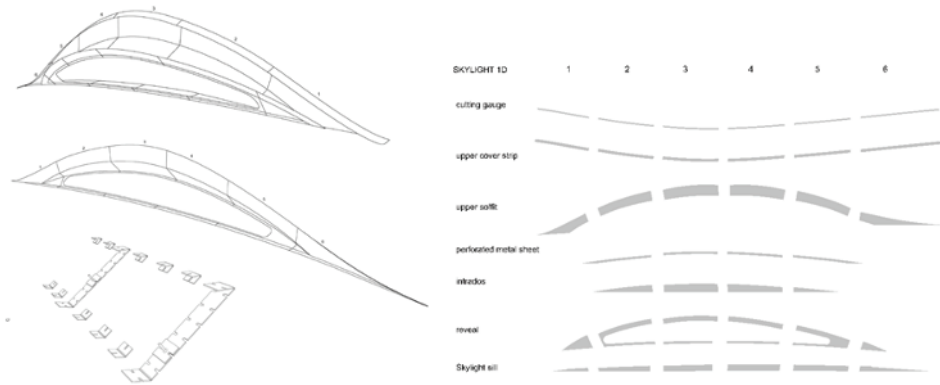 SKYLIGHT 1D 1 2 3 4 5 6
cutting gauge
upper cover strip
upper soffit
perforated metal sheet
intrados
reveal
Skylight sill